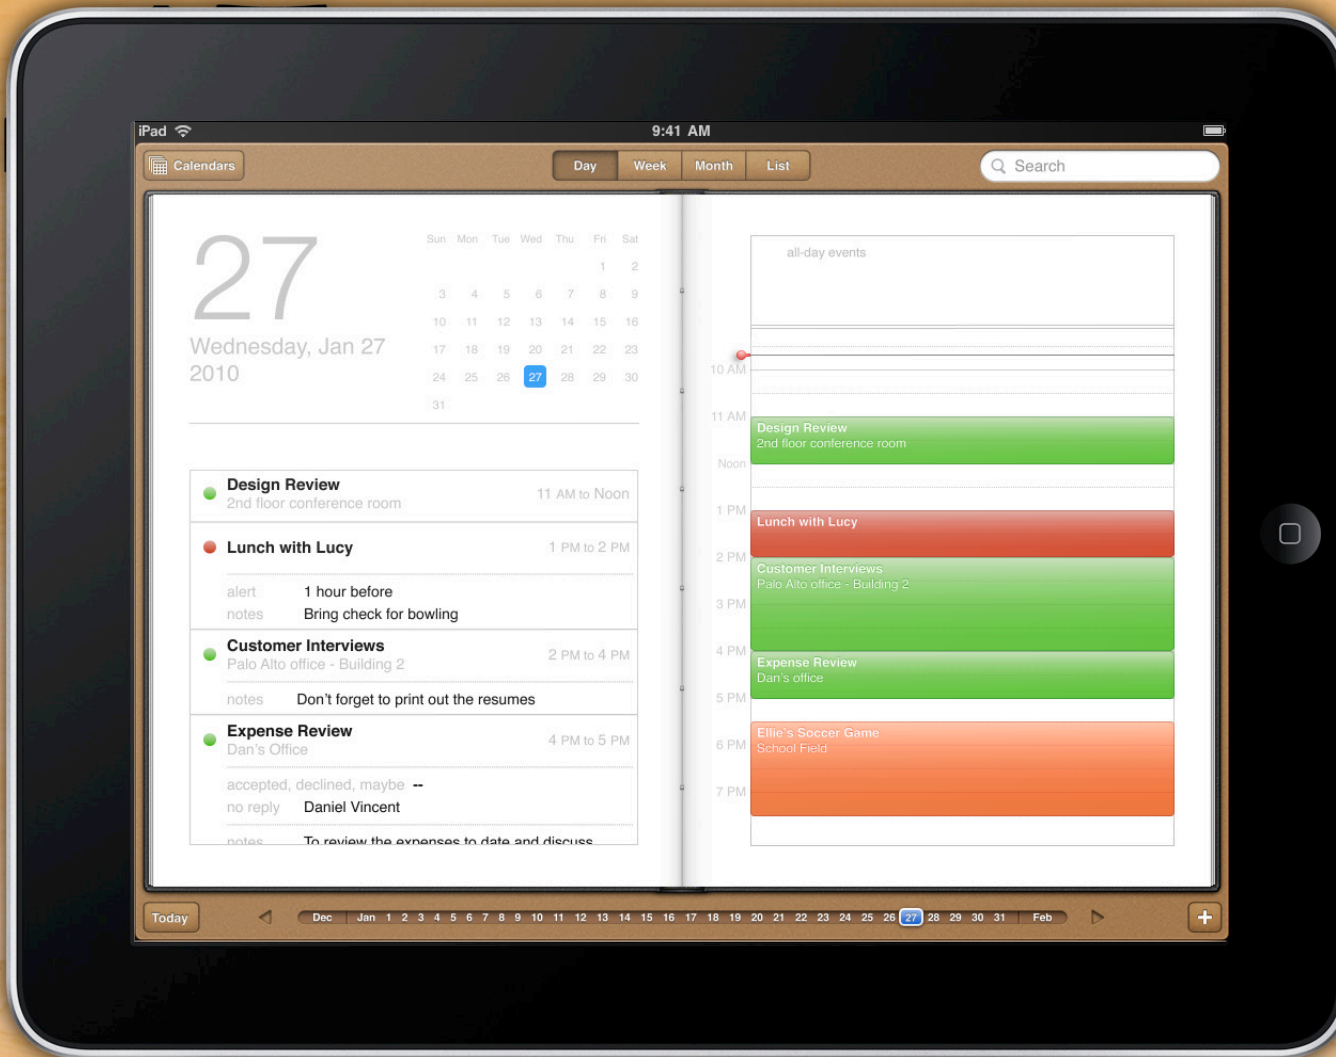 iPad 9:41 AM
Calendars Day Week Month List Search
27
Wednesday, Jan 27
2010
Sun Mon Tue Wed Thu Fri Sat
1 2
3 4 5 6 7 8 9
10 11 12 13 14 15 16
17 18 19 20 21 22 23
24 25 26 27 28 29 30
31
Design Review
2nd floor conference room
11 AM to Noon
Lunch with Lucy 1 PM to 2 PM
alert 1 hour before
notes Bring check for bowling
Customer Interviews
Palo Alto office - Building 2
2 PM to 4 PM
notes Don't forget to print out the resumes
Expense Review
Dan's Office
4 PM to 5 PM
accepted, declined, maybe --
no reply Daniel Vincent
notes To review the expenses to date and discuss
all-day events
10 AM
11 AM
Design Review
2nd floor conference room
Noon
1 PM
Lunch with Lucy
2 PM
Customer Interviews
Palo Alto office - Building 2
3 PM
4 PM
Expense Review
Dan's office
5 PM
Ellie's Soccer Game
6 PM
School Field
7 PM
Today Dec Jan 1 2 3 4 5 6 7 8 9 10 11 12 13 14 15 16 17 18 19 20 21 22 23 24 25 26 27 28 29 30 31 Feb +